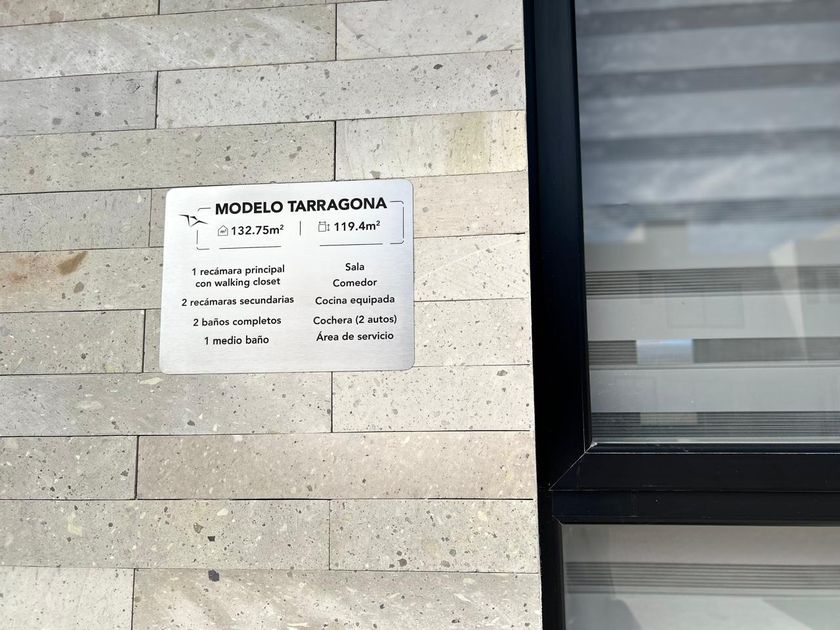 MODELO TARRAGONA
132.75m² | 119.4m²
1 recámara principal
con walking closet
2 recámaras secundarias
2 baños completos
1 medio baño
Sala
Comedor
Cocina equipada
Cochera (2 autos)
Área de servicio